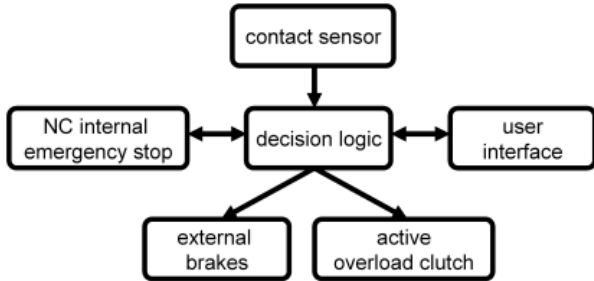 contact sensor
NC internal
emergency stop
decision logic
user
interface
external
brakes
active
overload clutch